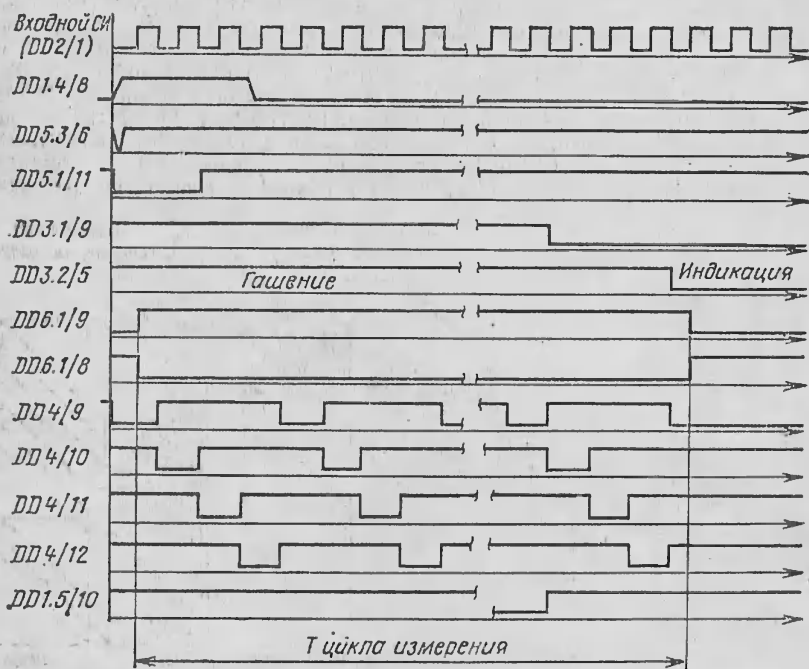 Входной СИ
(DD2/1)
DD1.4/8
DD5.3/6
DD5.1/11
DD3.1/9
DD3.2/5
Гашение
Индикация
DD6.1/9
DD6.1/8
DD4/9
DD4/10
DD4/11
DD4/12
DD1.5/10
T цикла измерения